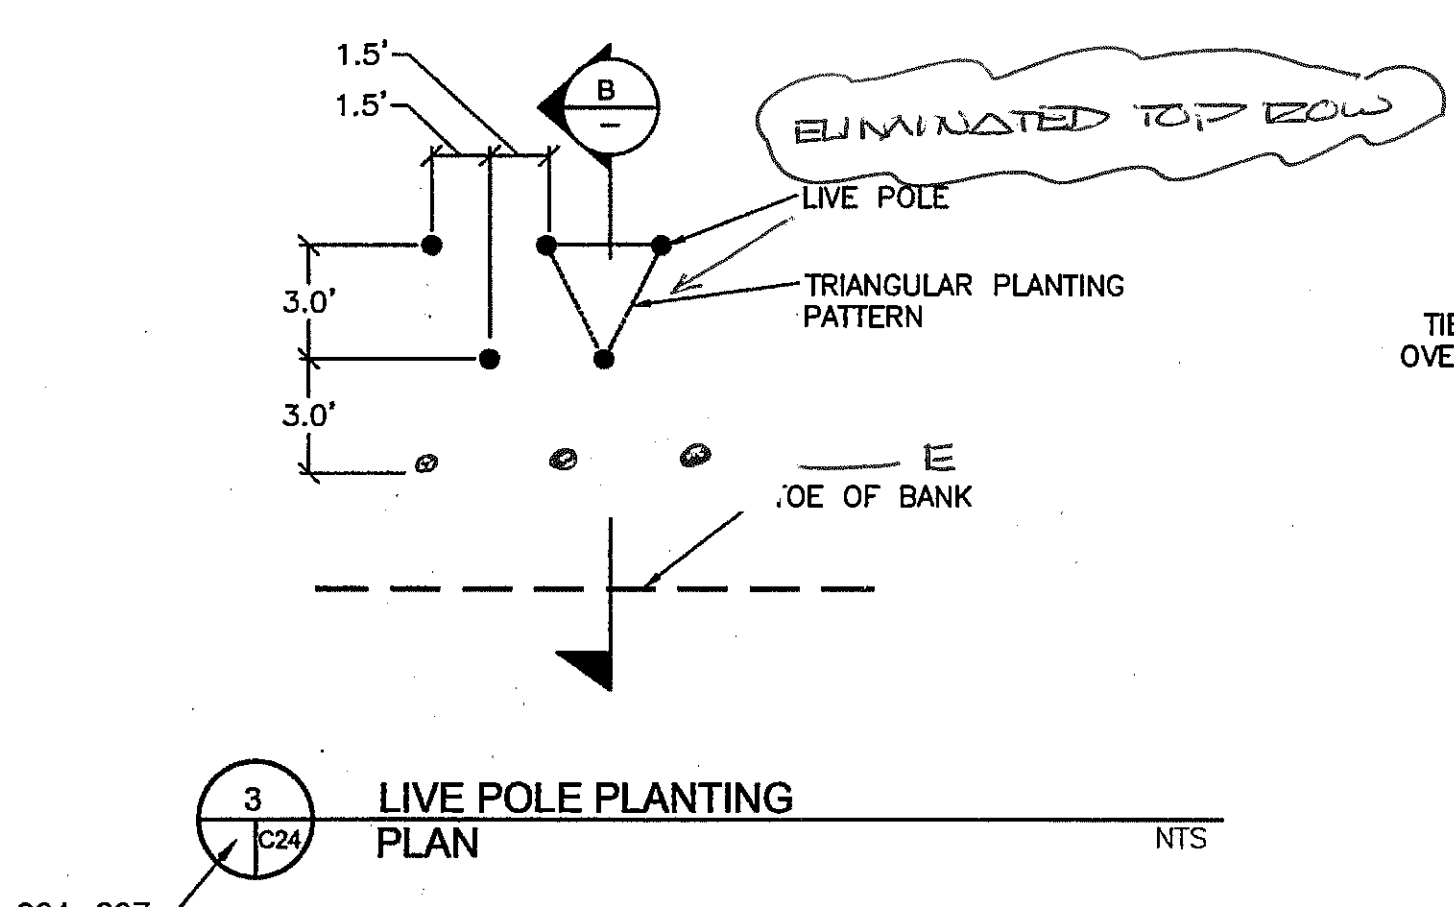 1.5'
1.5'
B
–
ELIMINATED TOP ROW
LIVE POLE
3.0'
TRIANGULAR PLANTING
PATTERN
3.0'
E
OE OF BANK
3
C24
LIVE POLE PLANTING
PLAN
NTS